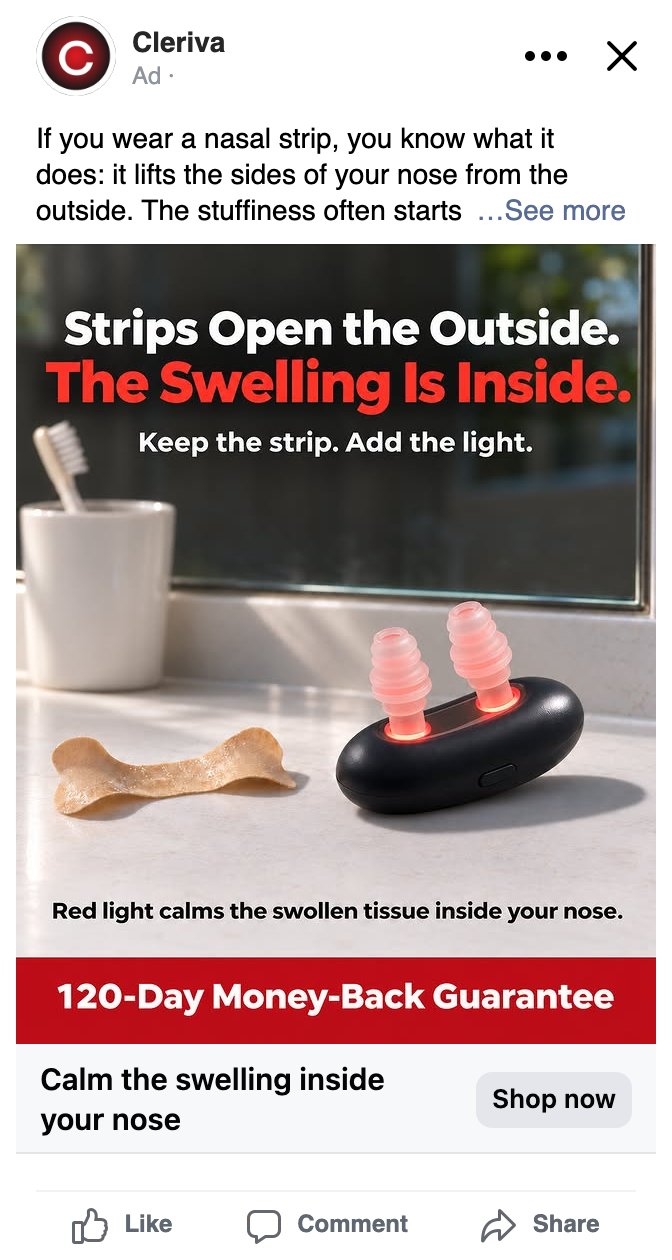 C
Cleriva
Ad ·
If you wear a nasal strip, you know what it
does: it lifts the sides of your nose from the
outside. The stuffiness often starts ...See more
Strips Open the Outside.
The Swelling Is Inside.
Keep the strip. Add the light.
Red light calms the swollen tissue inside your nose.
120-Day Money-Back Guarantee
Calm the swelling inside
your nose
Shop now
Like
Comment
Share